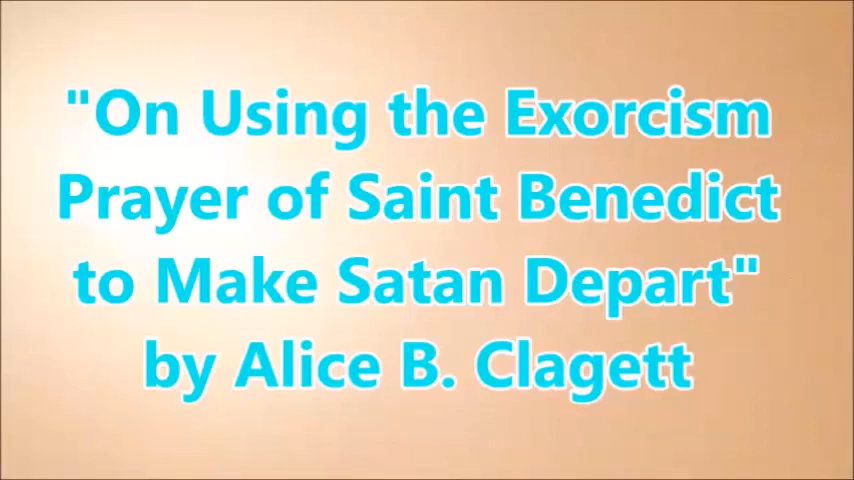 "On Using the Exorcism
Prayer of Saint Benedict
to Make Satan Depart"
by Alice B. Clagett